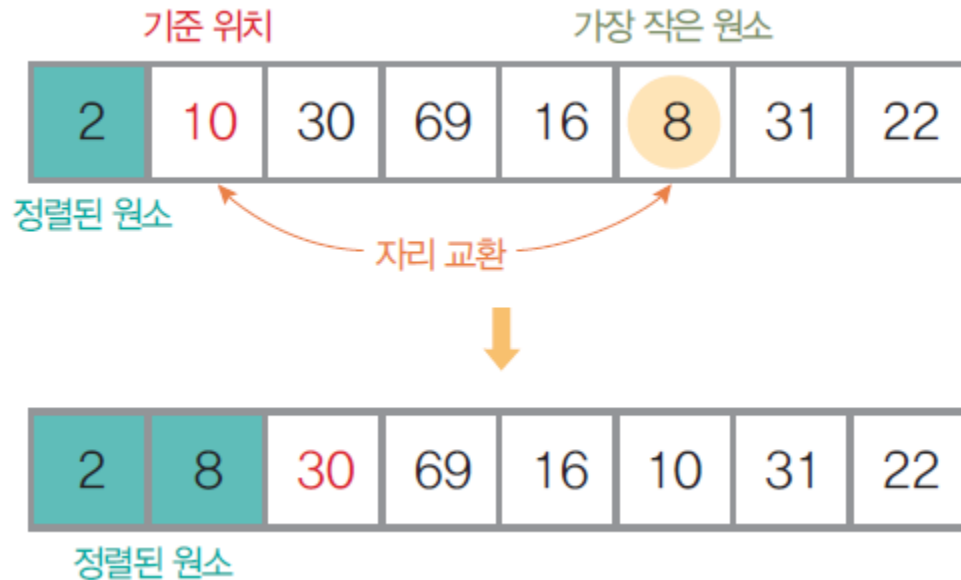 기준 위치 가장 작은 원소
2 10 30 69 16 8 31 22
정렬된 원소
자리 교환
2 8 30 69 16 10 31 22
정렬된 원소